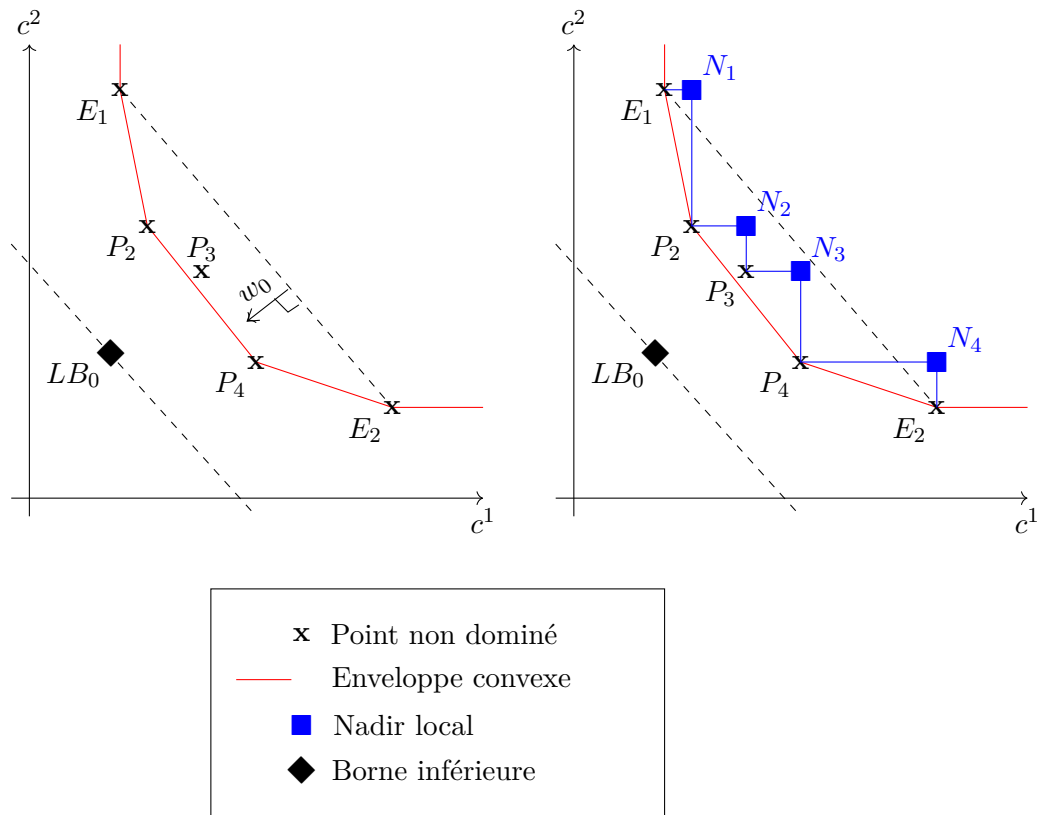 c²
E₁
P₂
P₃
w₀
LB₀
P₄
E₂
c¹
c²
N₁
E₁
N₂
P₂
N₃
P₃
LB₀
P₄
N₄
E₂
c¹
x Point non dominé
Enveloppe convexe
Nadir local
Borne inférieure